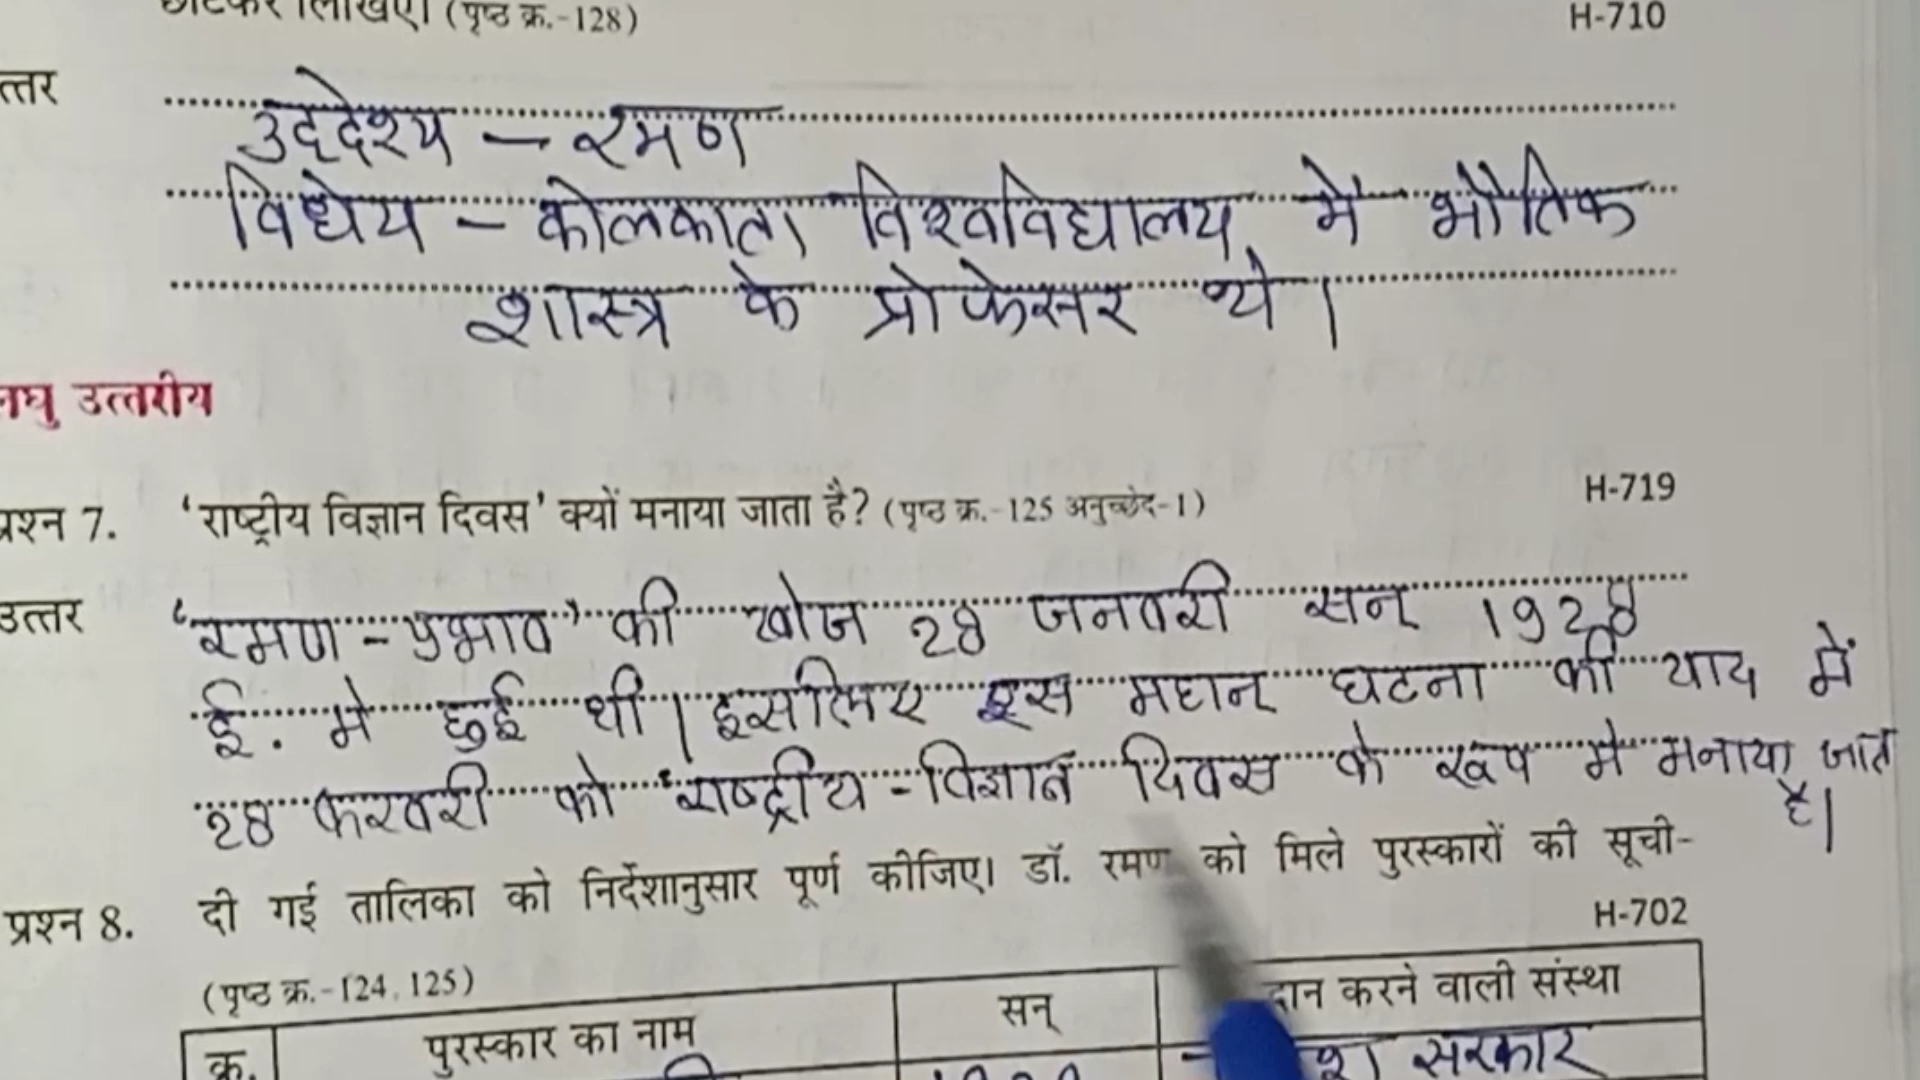 छाँटकर लिखिए। (पृष्ठ क्र.-128) H-710
उद्देश्य – रमण
विधेय – कोलकाता विश्वविद्यालय में भौतिक
शास्त्र के प्रोफेसर थे।
लघु उत्तरीय
H-719
प्रश्न 7. 'राष्ट्रीय विज्ञान दिवस' क्यों मनाया जाता है? (पृष्ठ क्र.-125 अनुच्छेद-1)
उत्तर 'रमण-प्रभाव' की खोज 28 जनवरी सन् 1928
ई. मे हुई थी। इसलिए इस महान् घटना की याद में
28 फरवरी को 'राष्ट्रीय-विज्ञान दिवस के रूप मे मनाया जात
है।
प्रश्न 8. दी गई तालिका को निर्देशानुसार पूर्ण कीजिए। डॉ. रमण को मिले पुरस्कारों की सूची-
H-702
(पृष्ठ क्र.-124, 125)
क्र. पुरस्कार का नाम सन् दान करने वाली संस्था
सरकार